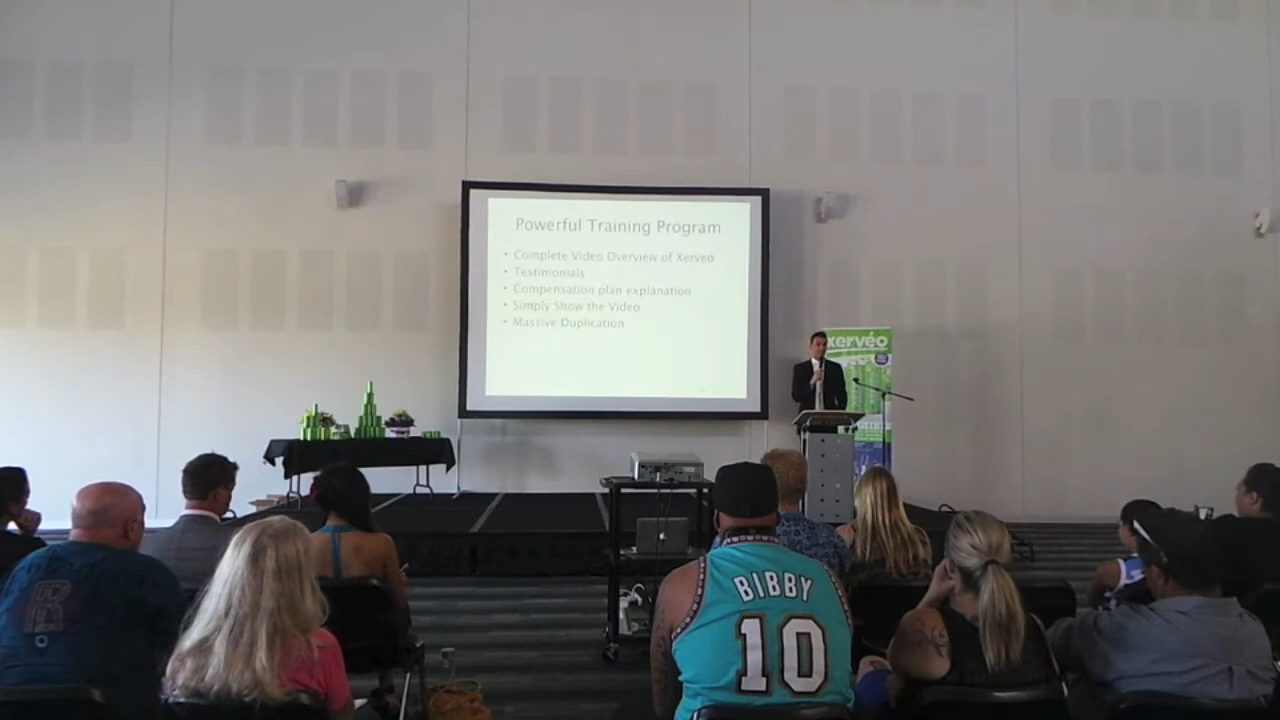 Powerful Training Program
• Complete Video Overview of Xerveo
• Testimonials
• Compensation plan explanation
• Simply Show the Video
• Massive Duplication
xervéo
BIBBY
10
B